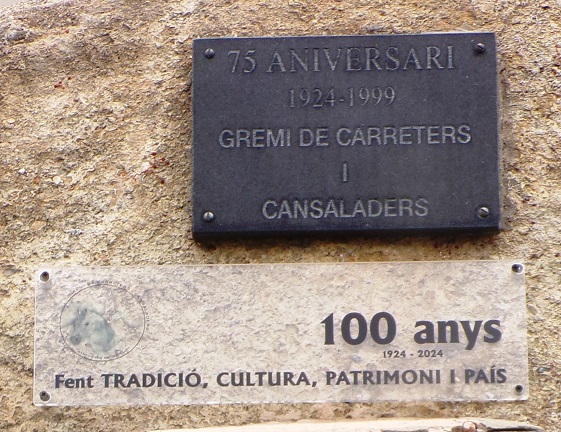 75 ANIVERSARI
1924-1999
GREMI DE CARRETERS
I
CANSALADERS
100 anys
1924 - 2024
Fent TRADICIÓ, CULTURA, PATRIMONI I PAÍS